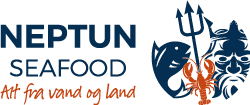 NEPTUN
SEAFOOD
Alt fra vand og land